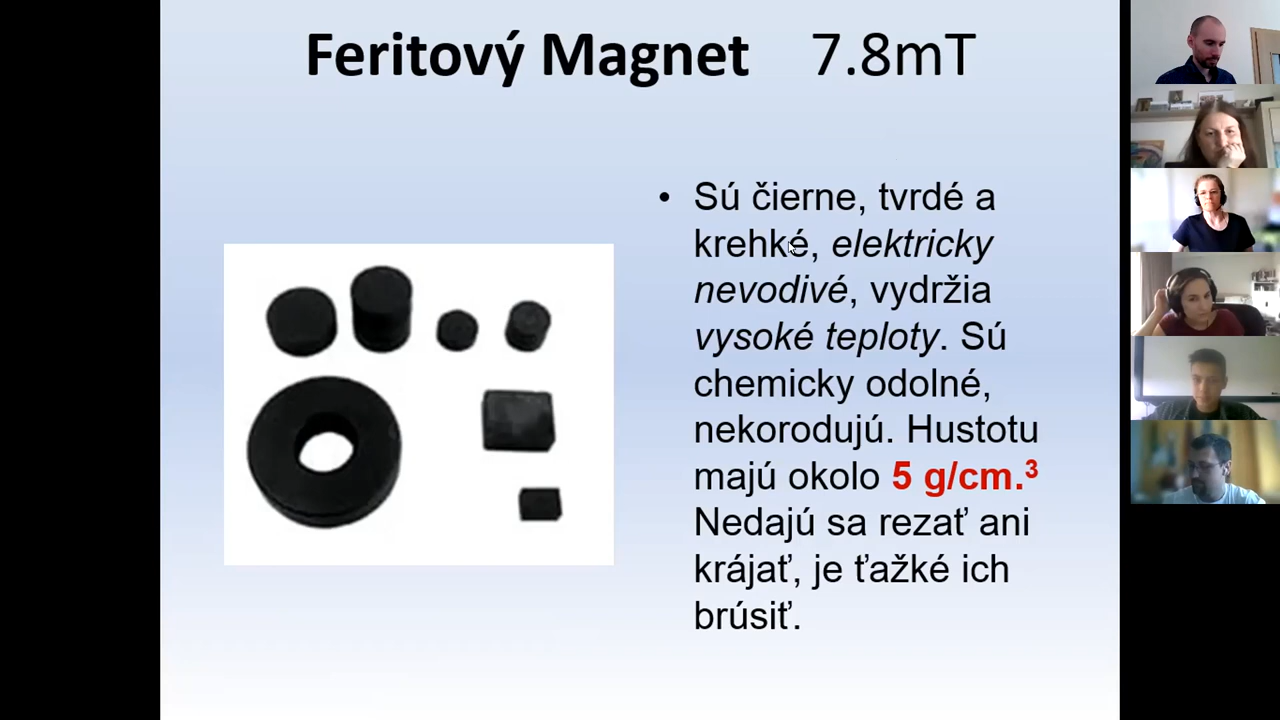 Feritový Magnet 7.8mT
• Sú čierne, tvrdé a
krehké, elektricky
nevodivé, vydržia
vysoké teploty. Sú
chemicky odolné,
nekorodujú. Hustotu
majú okolo 5 g/cm.³
Nedajú sa rezať ani
krájať, je ťažké ich
brúsiť.